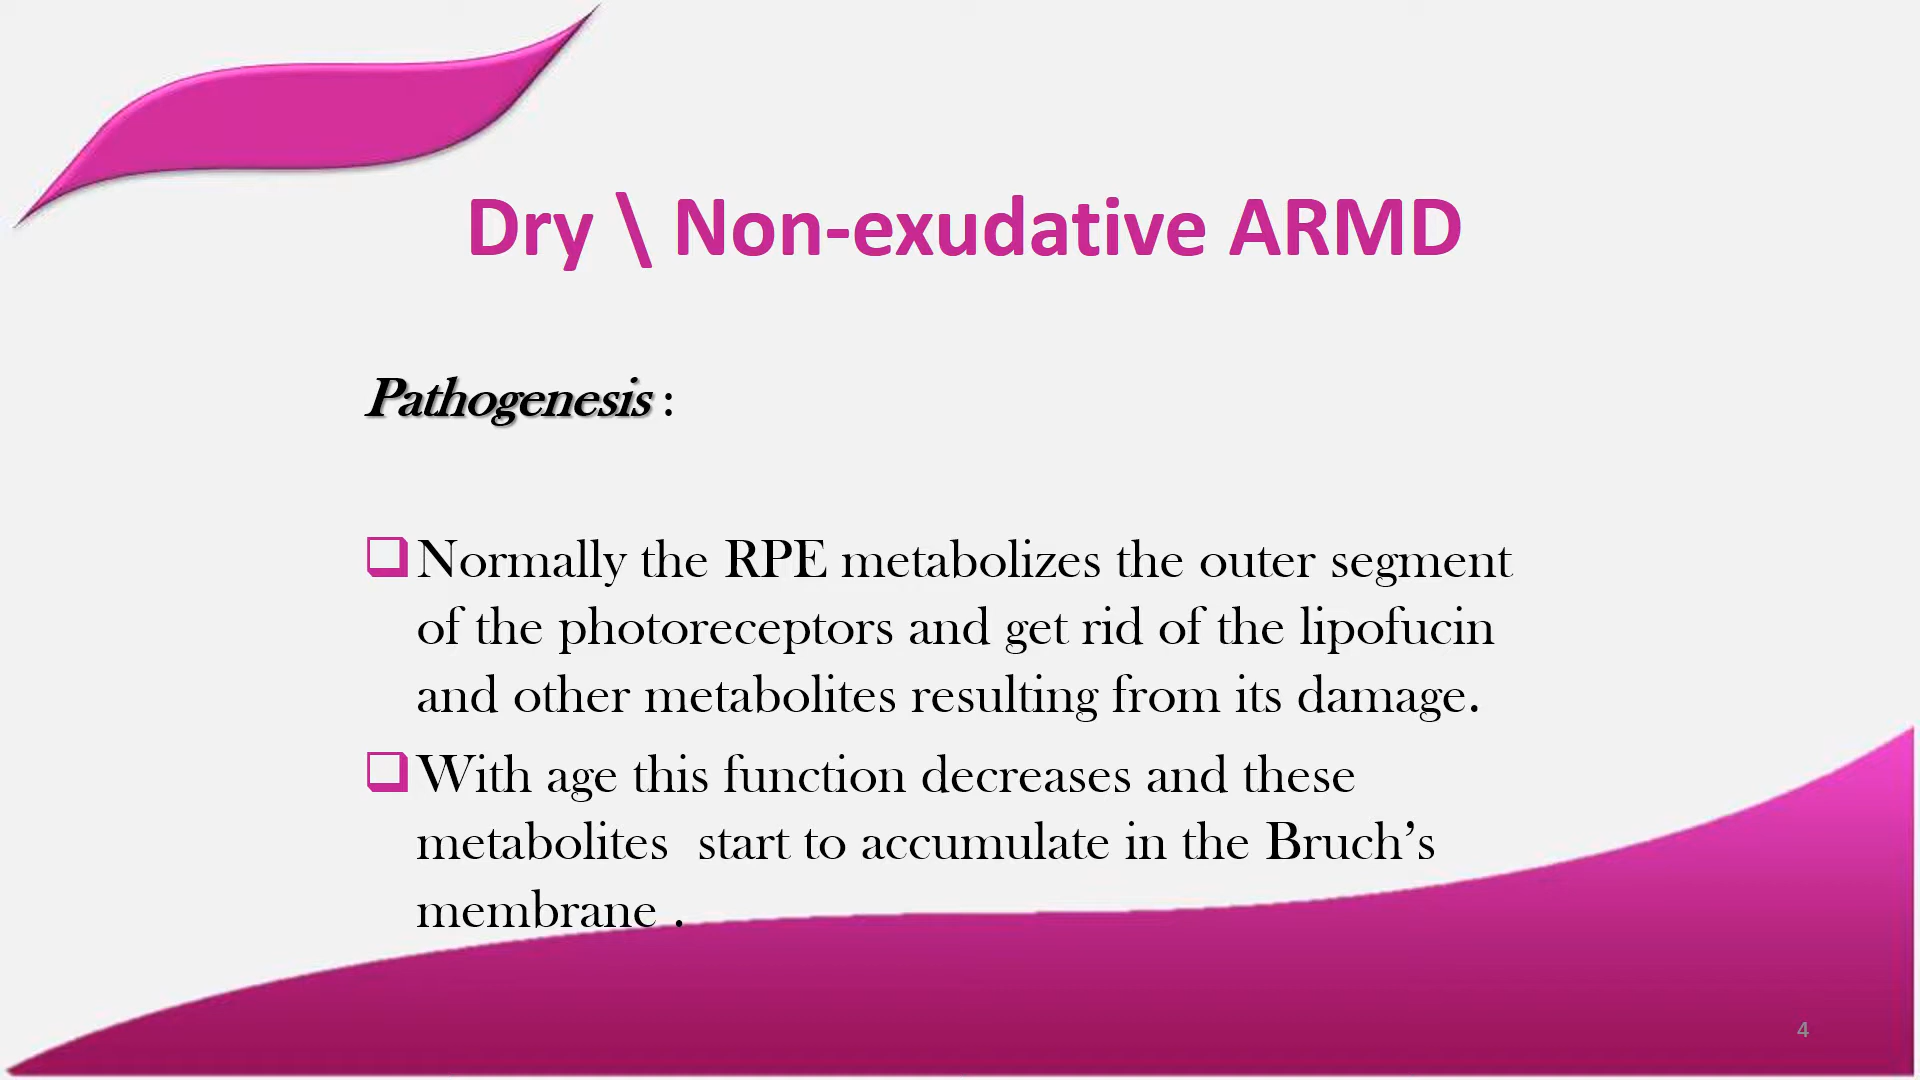 Dry \ Non-exudative ARMD
Pathogenesis :
Normally the RPE metabolizes the outer segment
of the photoreceptors and get rid of the lipofucin
and other metabolites resulting from its damage.
With age this function decreases and these
metabolites  start to accumulate in the Bruch’s
membrane .
4